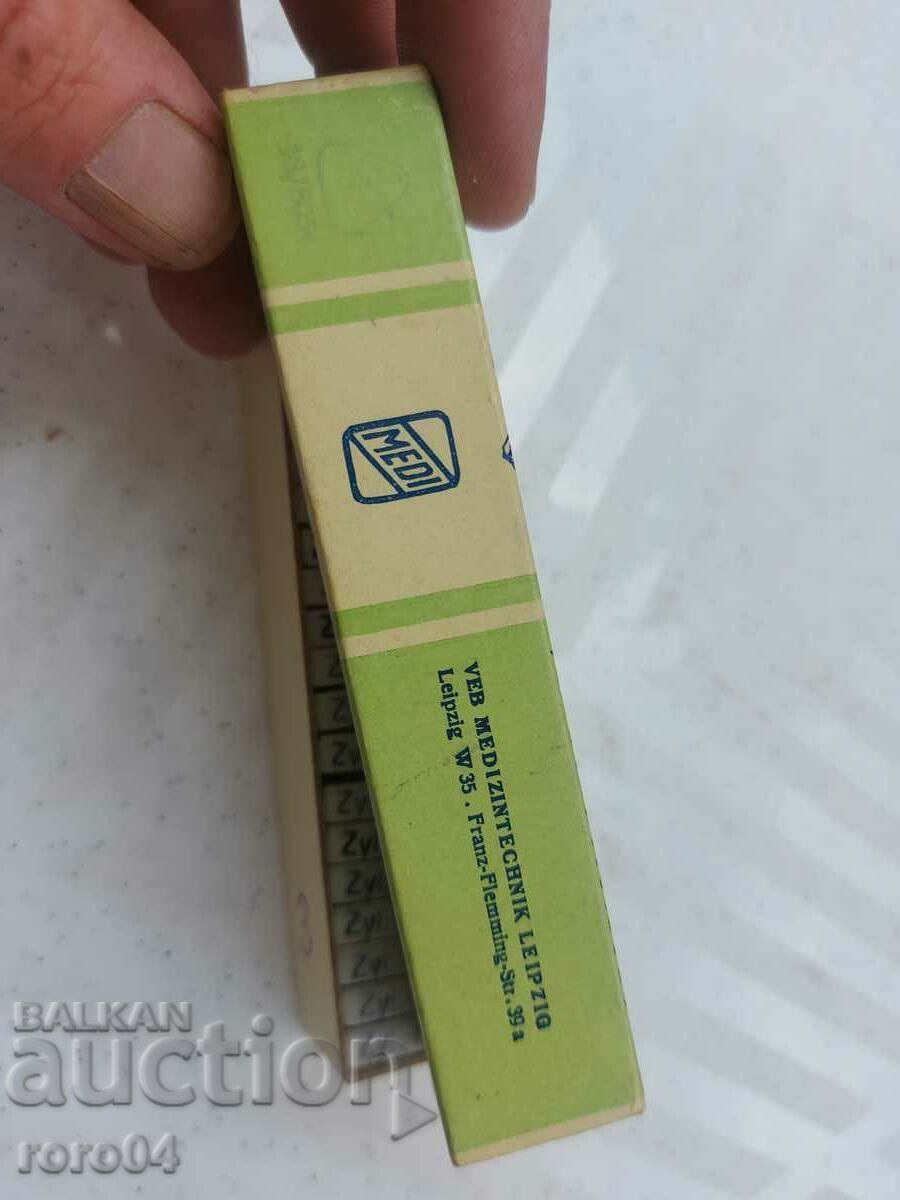 MEDI
VEB MEDIZINTECHNIK LEIPZIG
Leipzig W 35 · Franz-Flemming-Str. 39 a
BALKAN
auction
roro04